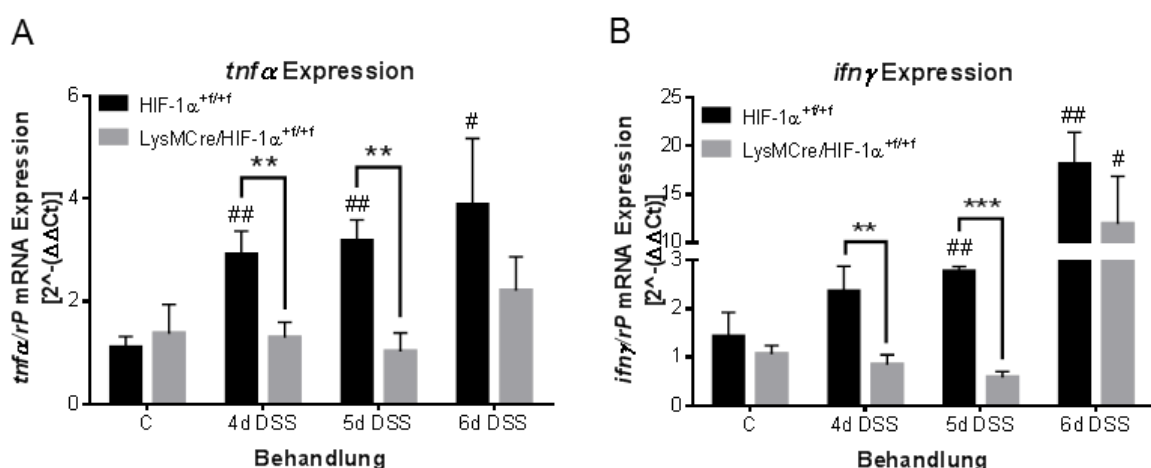 A
tnfα Expression
6
4
2
0
tnfα/rP mRNA Expression
[2^-(ΔΔCt)]
HIF-1α+f/+f
LysMCre/HIF-1α+f/+f
**
**
#
##
##
C
4d DSS
5d DSS
6d DSS
Behandlung
B
ifnγ Expression
25
20
15
10
3
2
1
0
ifnγ/rP mRNA Expression
[2^-(ΔΔCt)]
HIF-1α+f/+f
LysMCre/HIF-1α+f/+f
**
***
##
##
#
C
4d DSS
5d DSS
6d DSS
Behandlung